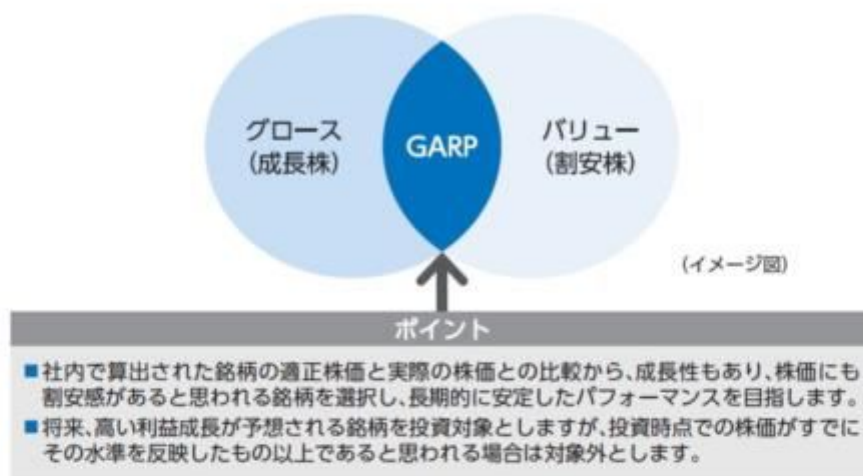 グロース
(成長株)
GARP
バリュー
(割安株)
(イメージ図)
ポイント
■社内で算出された銘柄の適正株価と実際の株価との比較から、成長性もあり、株価にも
割安感があると思われる銘柄を選択し、長期的に安定したパフォーマンスを目指します。
■将来、高い利益成長が予想される銘柄を投資対象としますが、投資時点での株価がすでに
その水準を反映したもの以上であると思われる場合は対象外とします。